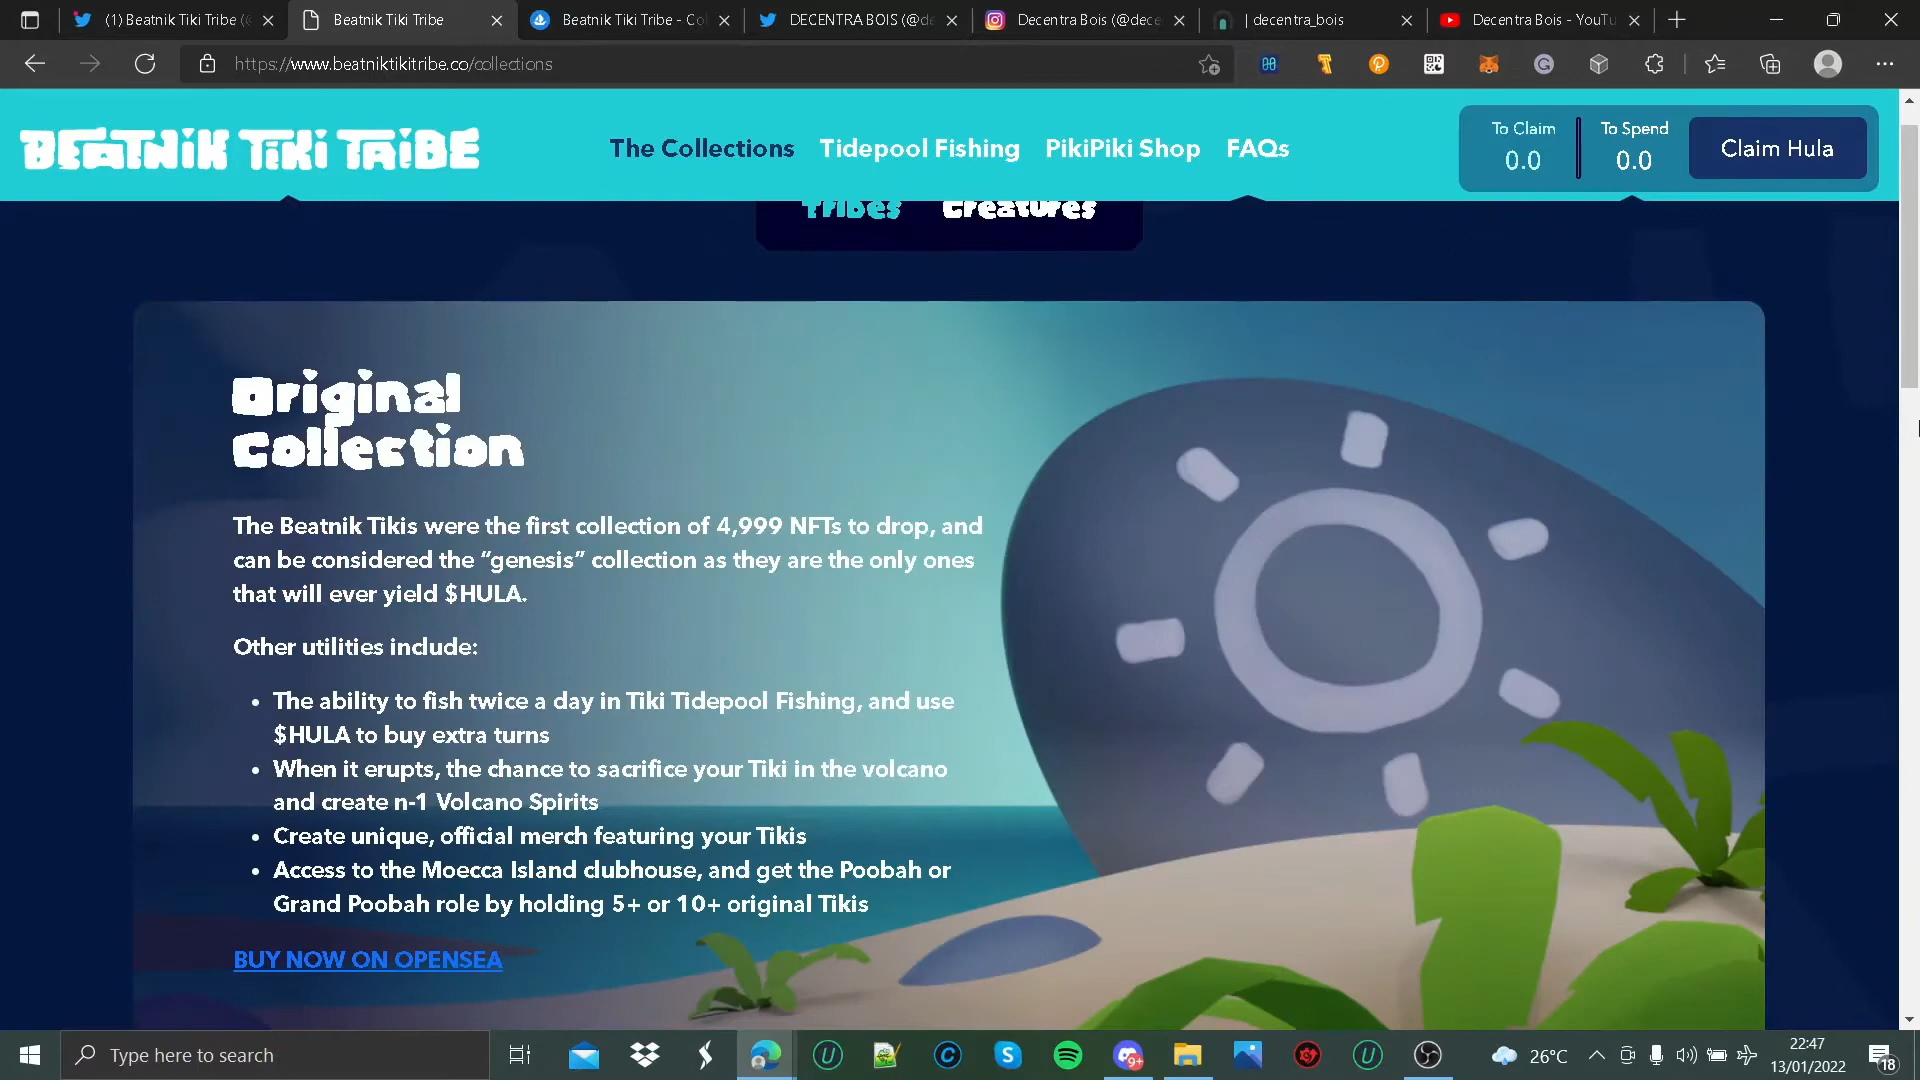 (1) Beatnik Tiki Tribe (@
Beatnik Tiki Tribe
Beatnik Tiki Tribe - Col
DECENTRA BOIS (@de
Decentra Bois (@dece
| decentra_bois
Decentra Bois - YouTu
https://www.beatniktikitribe.co/collections
BEATNIK TIKI TRIBE
The Collections
Tidepool Fishing
PikiPiki Shop
FAQs
To Claim
0.0
To Spend
0.0
Claim Hula
Tribes
Creatures
Original
Collection
The Beatnik Tikis were the first collection of 4,999 NFTs to drop, and
can be considered the “genesis” collection as they are the only ones
that will ever yield $HULA.
Other utilities include:
• The ability to fish twice a day in Tiki Tidepool Fishing, and use
$HULA to buy extra turns
• When it erupts, the chance to sacrifice your Tiki in the volcano
and create n-1 Volcano Spirits
• Create unique, official merch featuring your Tikis
• Access to the Moecca Island clubhouse, and get the Poobah or
Grand Poobah role by holding 5+ or 10+ original Tikis
BUY NOW ON OPENSEA
Type here to search
9+
26°C
22:47
13/01/2022
18